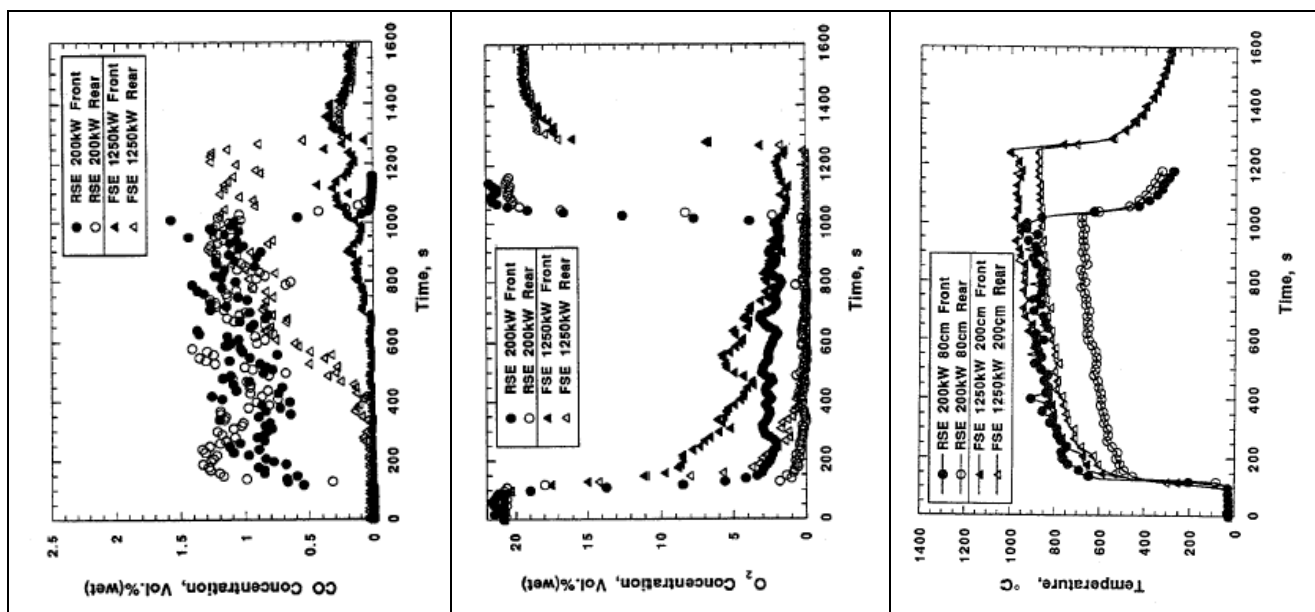 CO Concentration, Vol.%(wet)
2.5
2
1.5
1
0.5
0
RSE 200kW Front
RSE 200kW Rear
FSE 1250kW Front
FSE 1250kW Rear
0
200
400
600
800
1000
1200
1400
1600
Time, s
O2 Concentration, Vol.%(wet)
20
15
10
5
0
RSE 200kW Front
RSE 200kW Rear
FSE 1250kW Front
FSE 1250kW Rear
0
200
400
600
800
1000
1200
1400
1600
Time, s
Temperature, °C
1400
1200
1000
800
600
400
200
0
RSE 200kW 80cm Front
RSE 200kW 80cm Rear
FSE 1250kW 200cm Front
FSE 1250kW 200cm Rear
0
200
400
600
800
1000
1200
1400
1600
Time, s